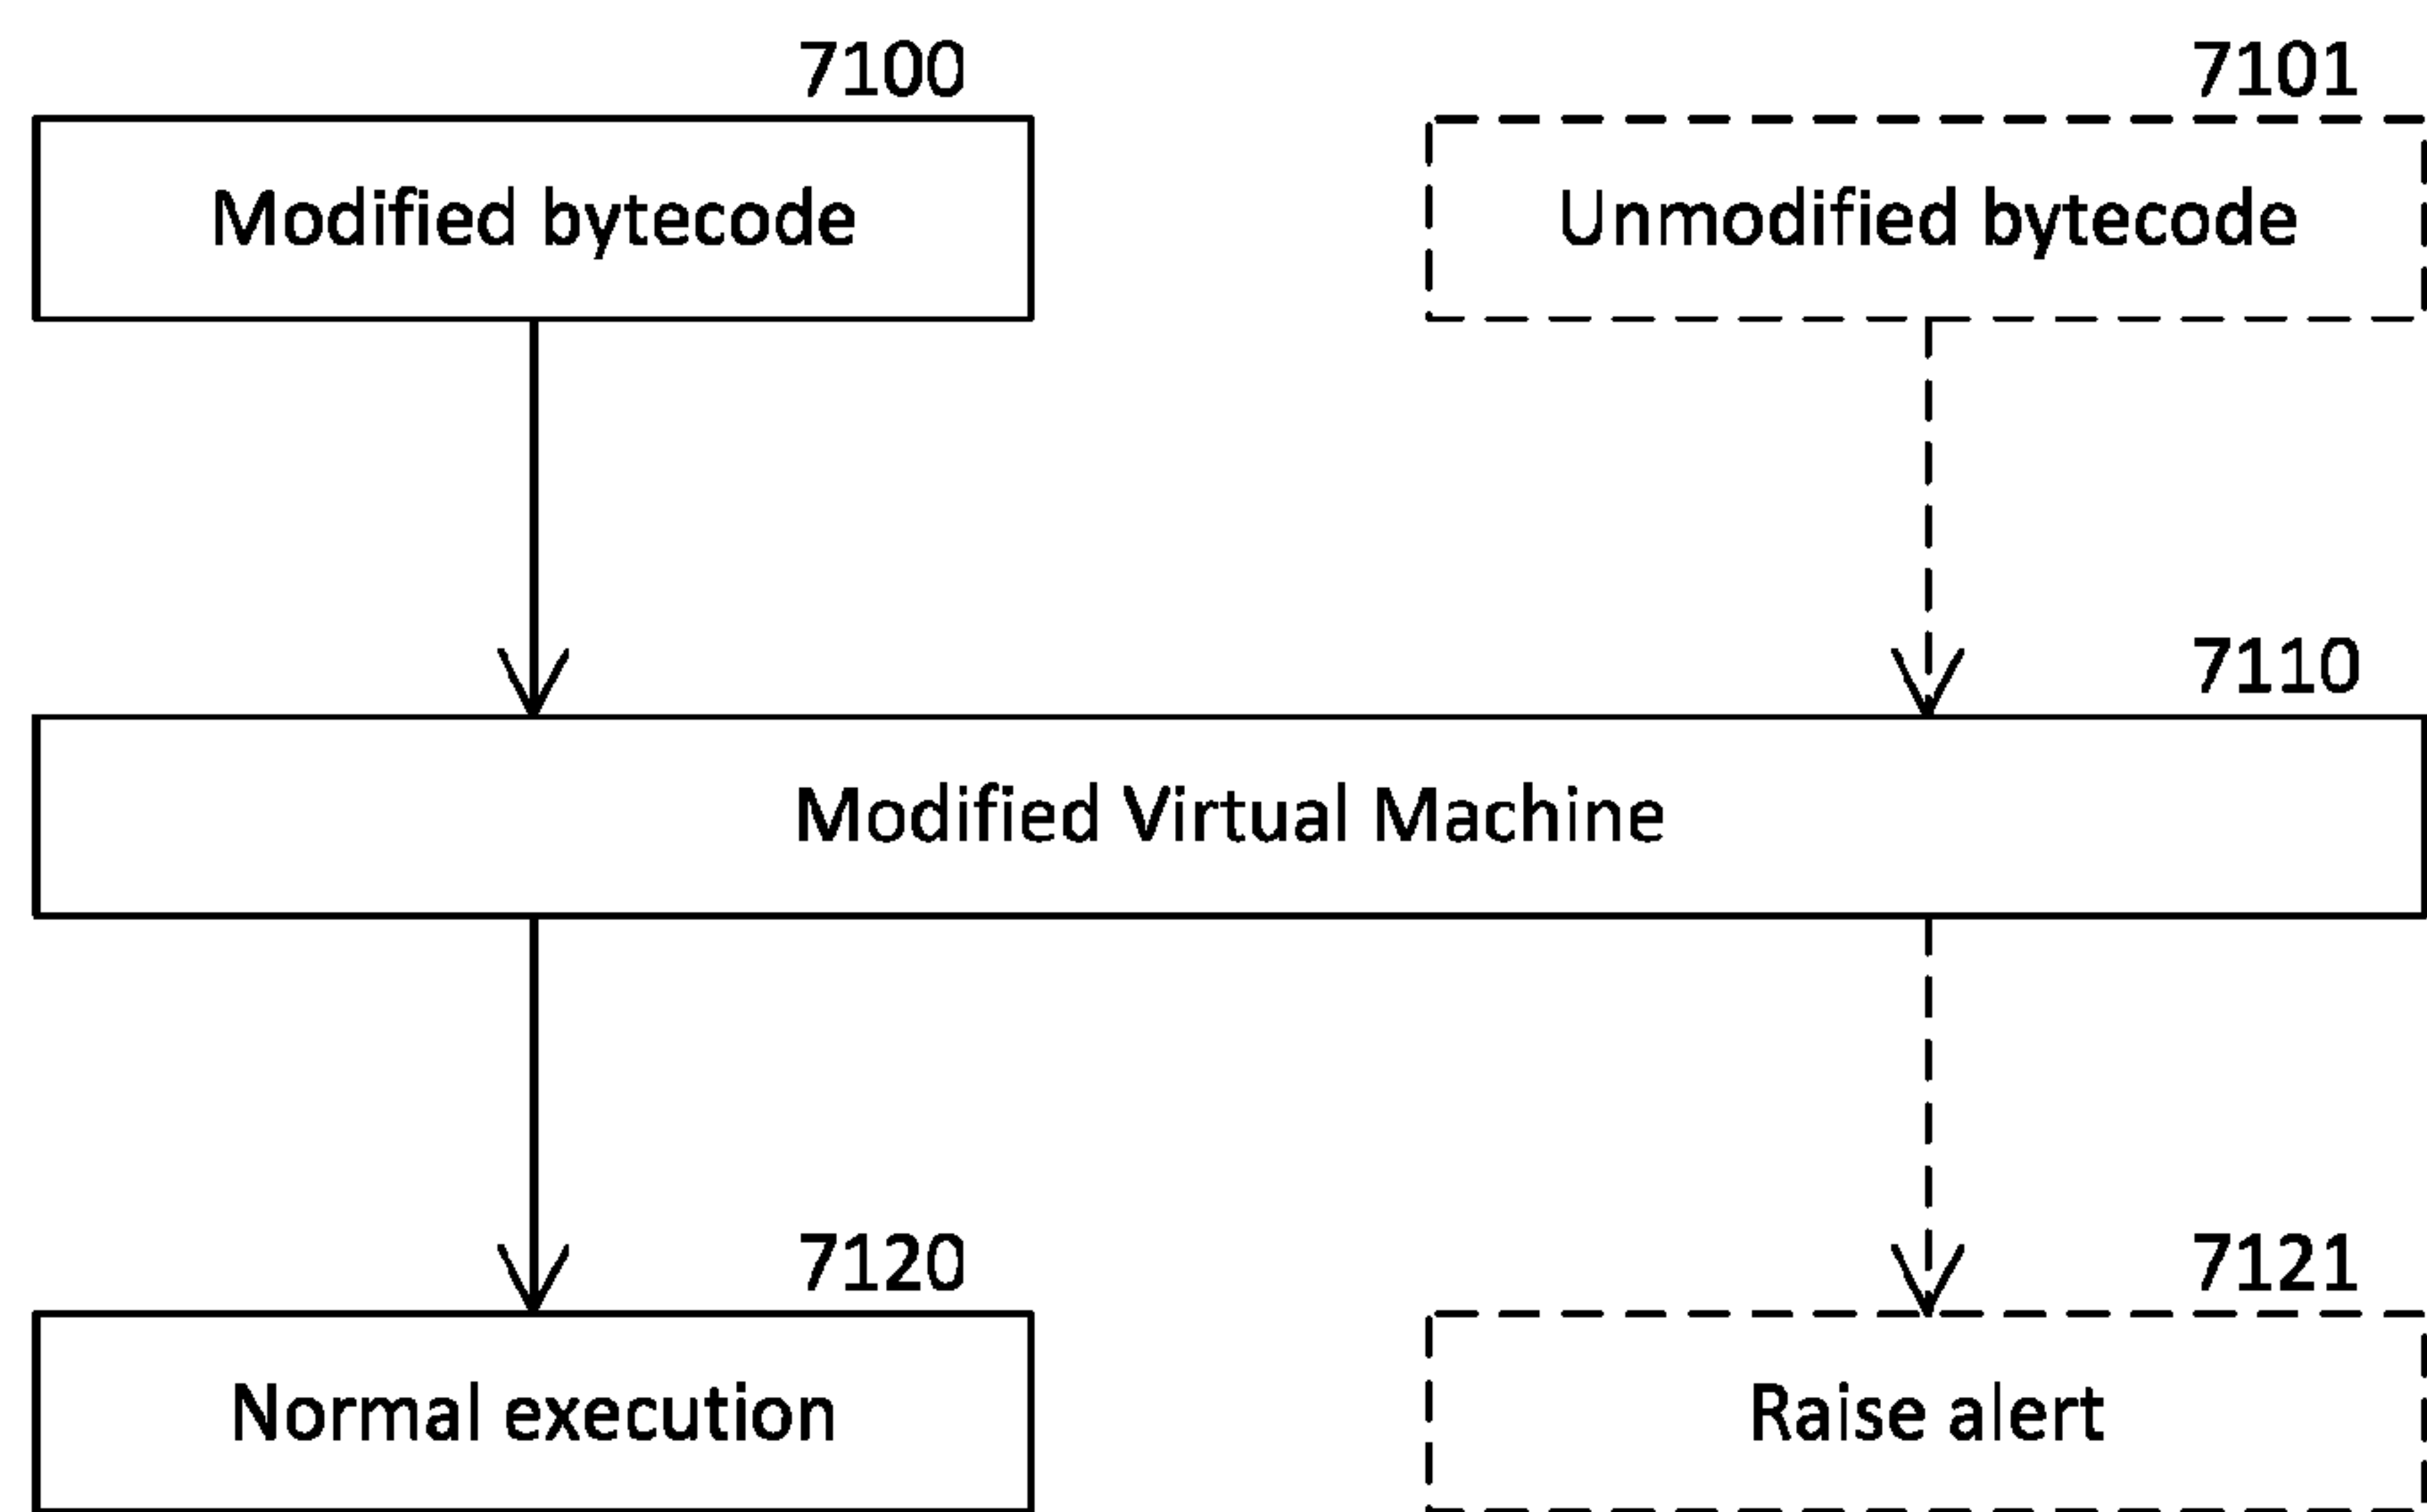 7100
7101
Modified bytecode
Unmodified bytecode
7110
Modified Virtual Machine
7120
7121
Normal execution
Raise alert